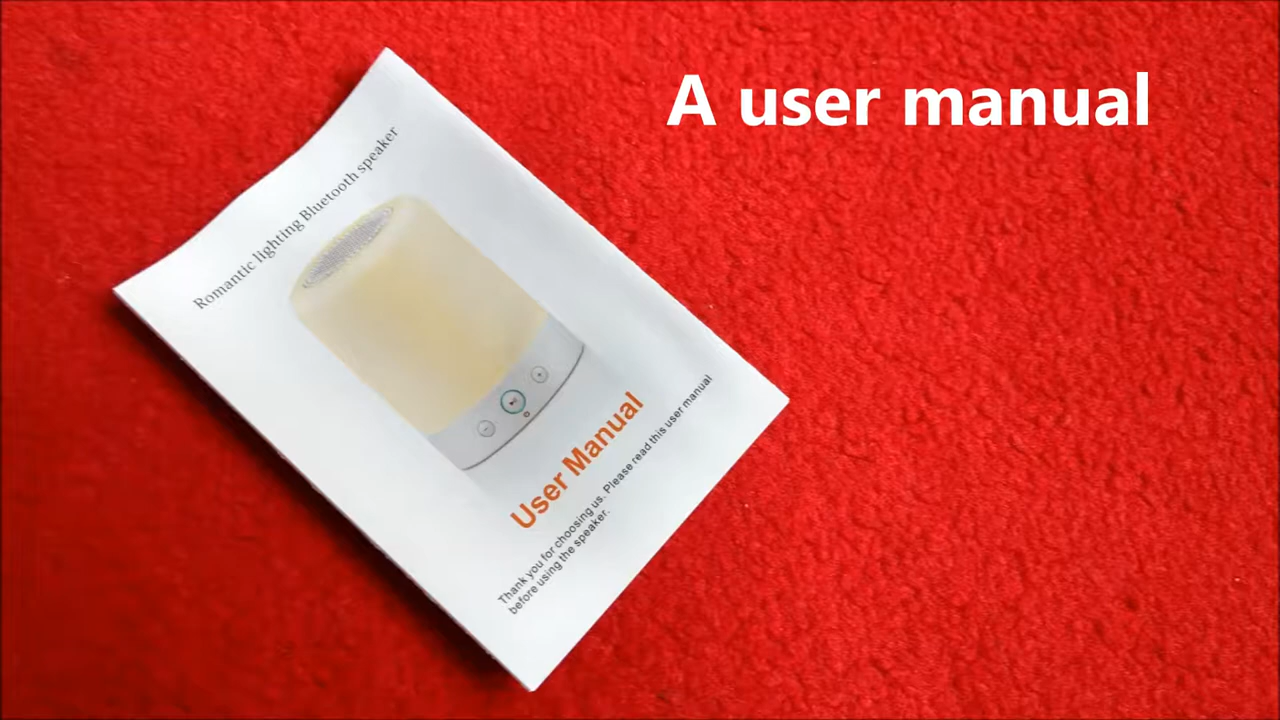 A user manual
Romantic lighting Bluetooth speaker
User Manual
Thank you for choosing us. Please read this user manual
before using the speaker.